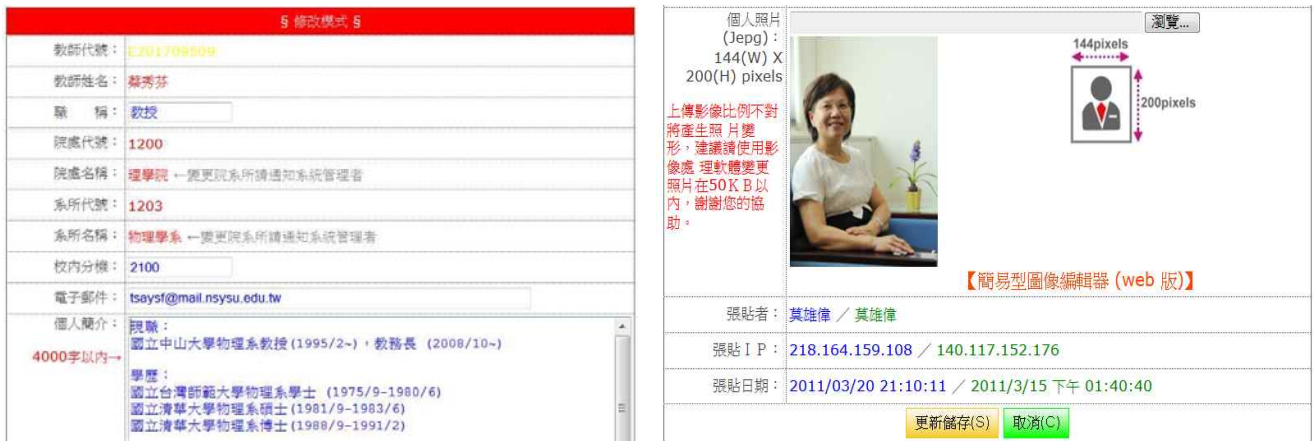 § 修改模式 §
教師代號： E201709509
教師姓名： 蔡秀芬
職 稱： 教授
院處代號： 1200
院處名稱： 理學院 ←變更院系所請通知系統管理者
系所代號： 1203
系所名稱： 物理學系 ←變更院系所請通知系統管理者
校內分機： 2100
電子郵件： tsaysf@mail.nsysu.edu.tw
個人簡介：
4000字以內→
現職：
國立中山大學物理系教授(1995/2~)，教務長 (2008/10~)
學歷：
國立台灣師範大學物理系學士 (1975/9-1980/6)
國立清華大學物理系碩士(1981/9-1983/6)
國立清華大學物理系博士(1988/9-1991/2)
個人照片
(Jepg)：
144(W) X
200(H) pixels
瀏覽...
上傳影像比例不對
將產生照 片變
形，建議請使用影
像處 理軟體變更
照片在50ＫＢ以
內，謝謝您的協
助。
144pixels
200pixels
【簡易型圖像編輯器 (web 版)】
張貼者： 莫雄偉 ／ 莫雄偉
張貼ＩＰ： 218.164.159.108 ／ 140.117.152.176
張貼日期： 2011/03/20 21:10:11 ／ 2011/3/15 下午 01:40:40
更新儲存(S) 取消(C)